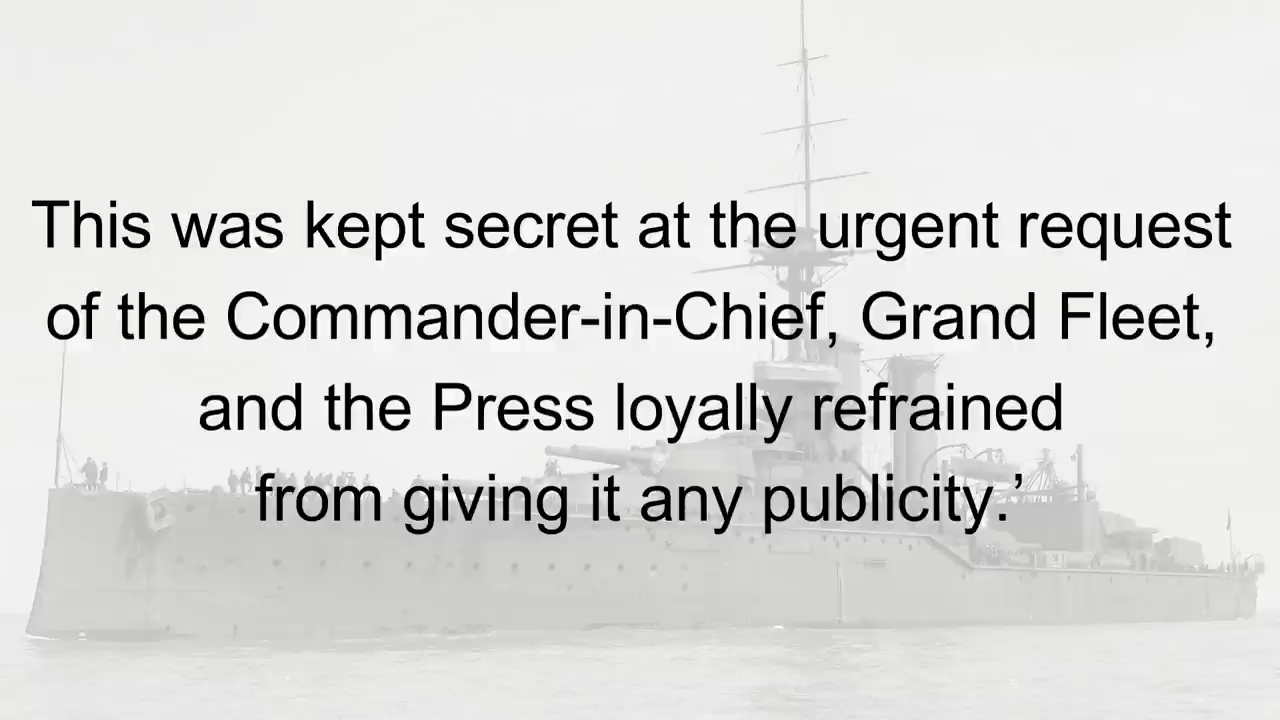 This was kept secret at the urgent request
of the Commander-in-Chief, Grand Fleet,
and the Press loyally refrained
from giving it any publicity.’